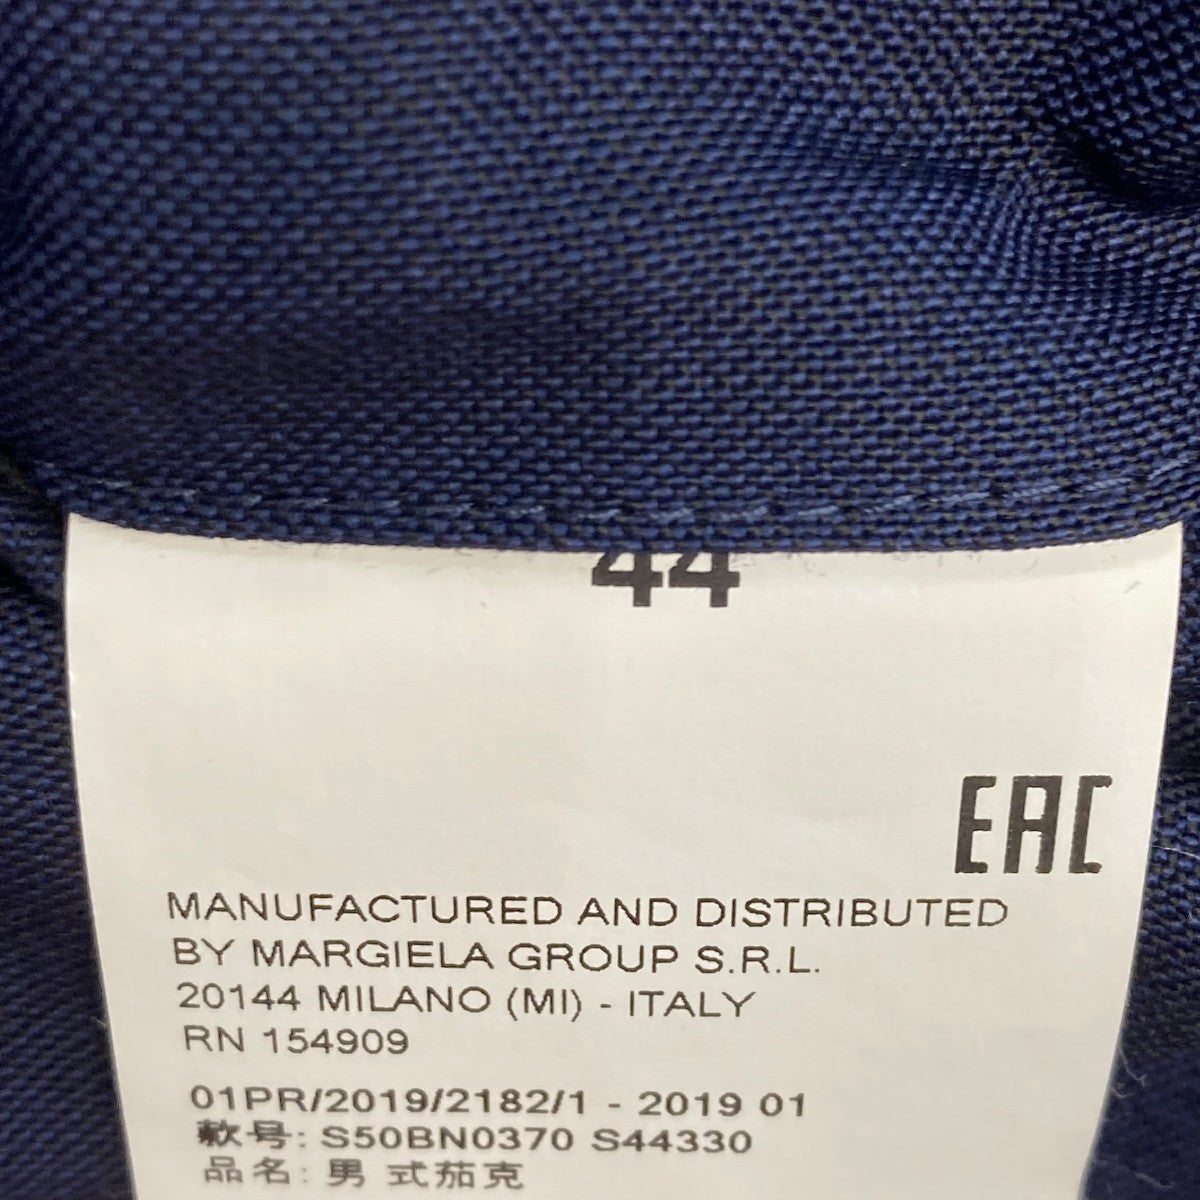 44
EAC
MANUFACTURED AND DISTRIBUTED
BY MARGIELA GROUP S.R.L.
20144 MILANO (MI) - ITALY
RN 154909
01PR/2019/2182/1 - 2019 01
款号: S50BN0370 S44330
品名: 男 式茄克